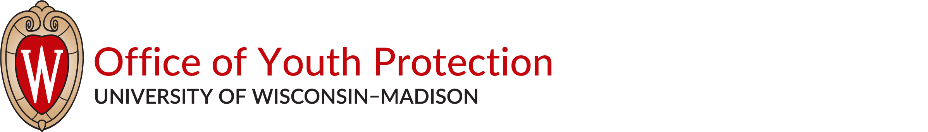 W
Office of Youth Protection
UNIVERSITY OF WISCONSIN–MADISON